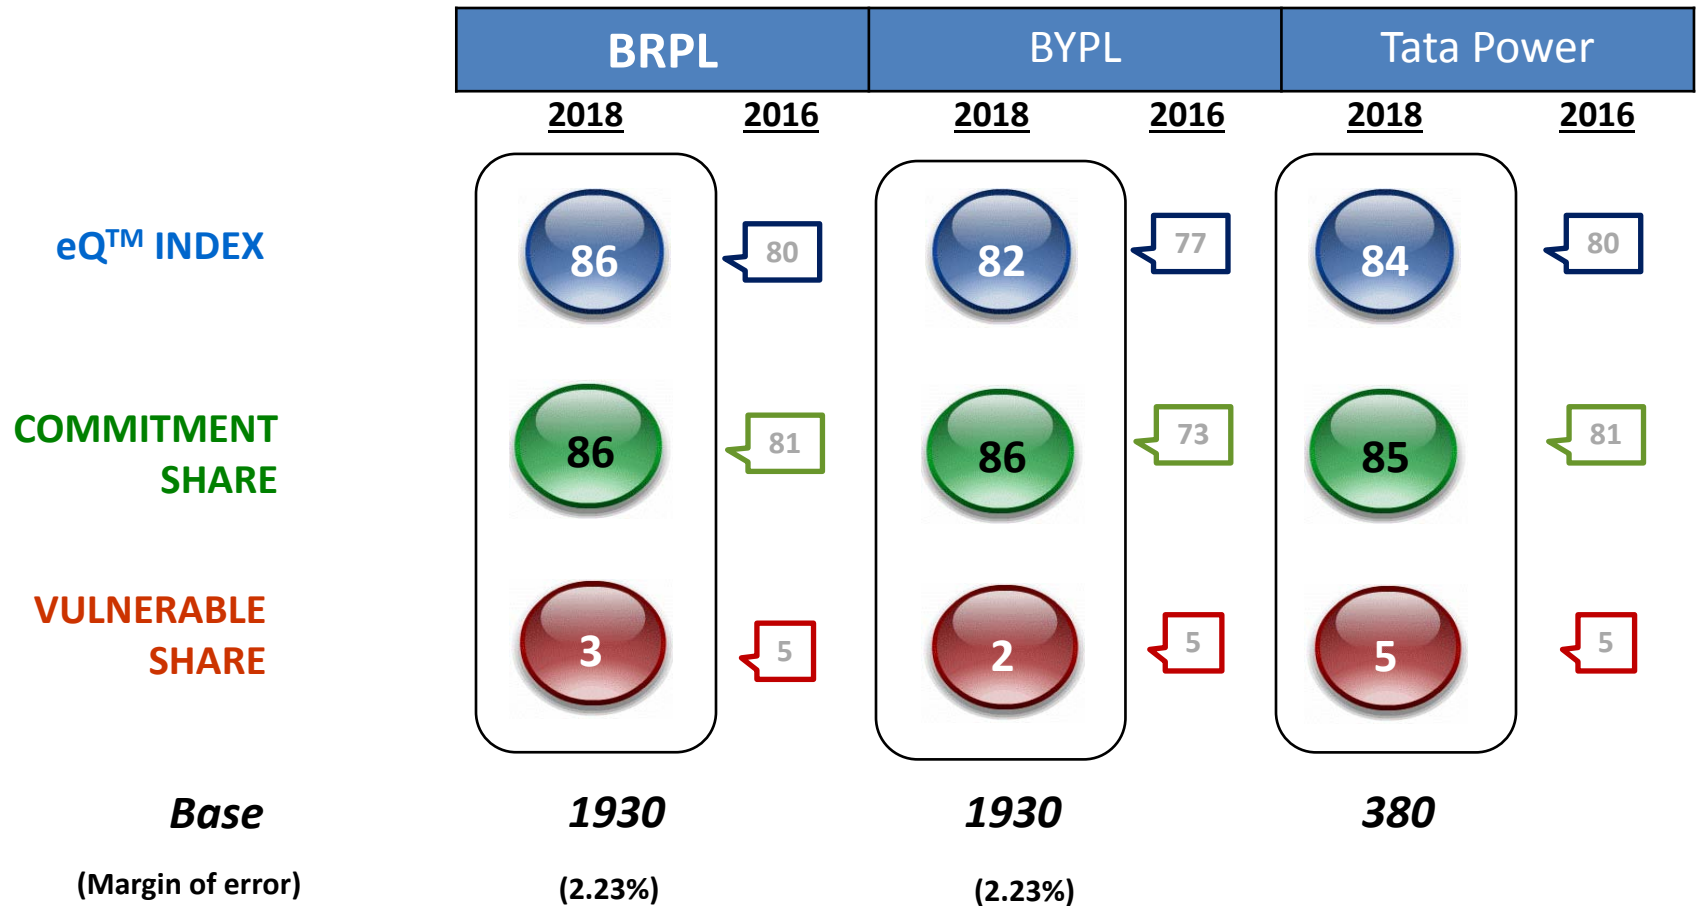 BRPL BYPL Tata Power
2018 2016 2018 2016 2018 2016
eQTM INDEX 86 80 82 77 84 80
COMMITMENT
SHARE 86 81 86 73 85 81
VULNERABLE
SHARE 3 5 2 5 5 5
Base 1930 1930 380
(Margin of error) (2.23%) (2.23%)